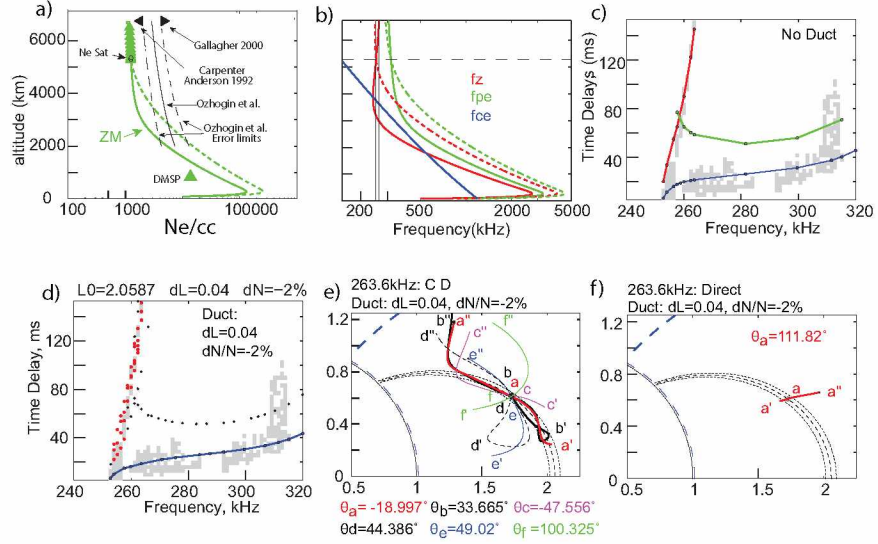 a)
6000
4000
2000
0
altitude (km)
Ne Sat
Gallagher 2000
Carpenter
Anderson 1992
Ozhogin et al.
Ozhogin et al.
Error limits
ZM
DMSP
100
1000
100000
Ne/cc
b)
fz
fpe
fce
200
500
2000
5000
Frequency(kHz)
c)
No Duct
Time Delays (ms)
120
80
40
240
260
280
300
320
Frequency, kHz
d)
L0=2.0587 dL=0.04 dN=-2%
Duct:
dL=0.04
dN/N=-2%
Time Delay, ms
120
80
40
240
260
280
300
320
Frequency, kHz
e)
263.6kHz: C D
Duct: dL=0.04, dN/N=-2%
1.2
0.8
0.4
0
0.5
1
1.5
2
b"
a"
f"
c"
d"
e"
b
a
c
c'
f
f'
d
e
b'
d'
a'
e'
θa= -18.997° θb=33.665° θc=-47.556°
θd=44.386° θe=49.02° θf=100.325°
f)
263.6kHz: Direct
Duct: dL=0.04, dN/N=-2%
θa=111.82°
1.2
0.8
0.4
0
a
a"
a'
0.5
1
1.5
2